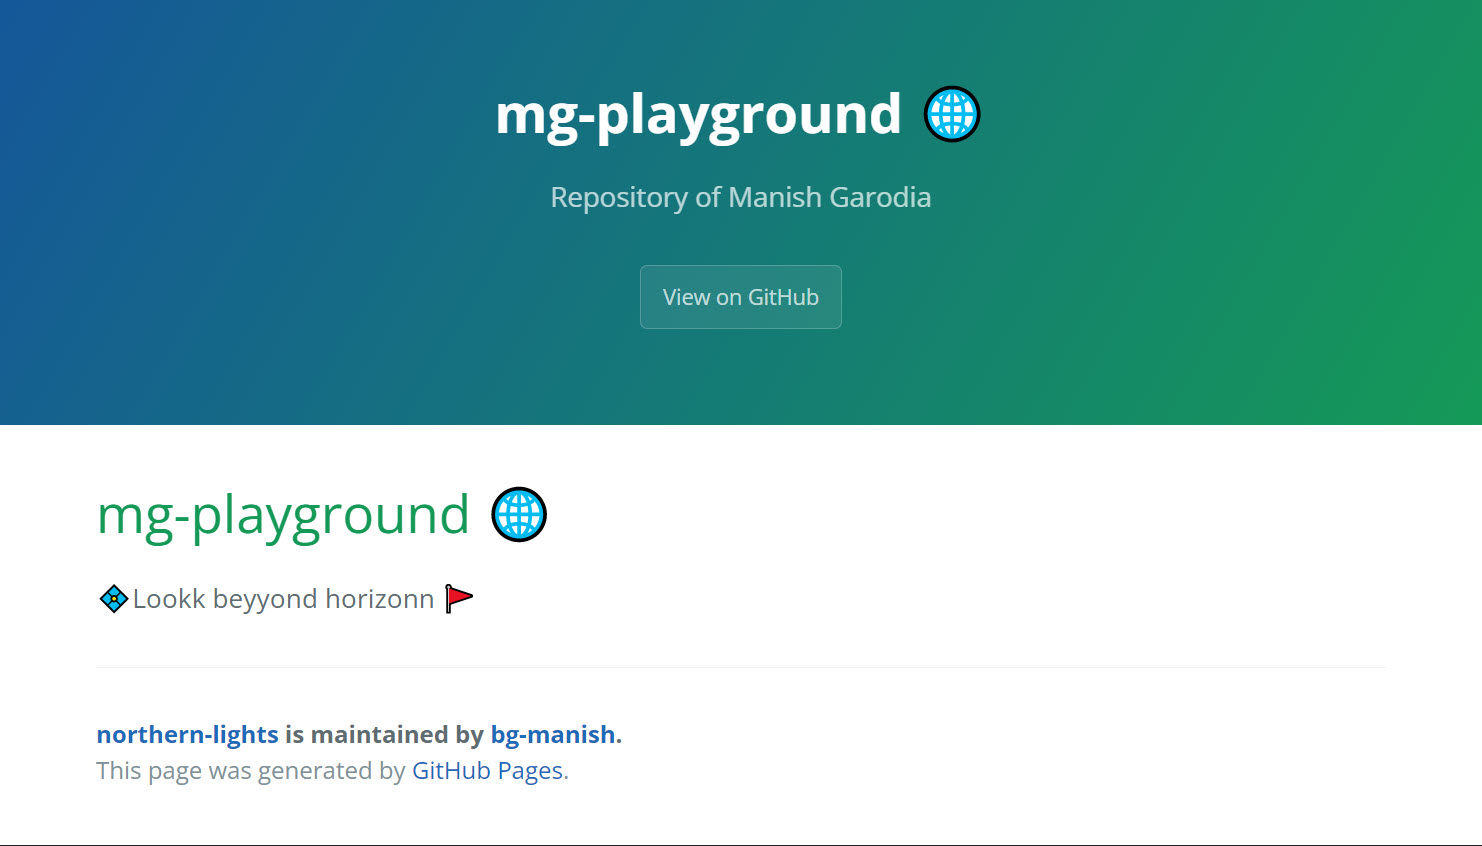 mg-playground 🌐
Repository of Manish Garodia
View on GitHub
mg-playground 🌐
💠Lookk beyyond horizonn 🚩
northern-lights is maintained by bg-manish.
This page was generated by GitHub Pages.